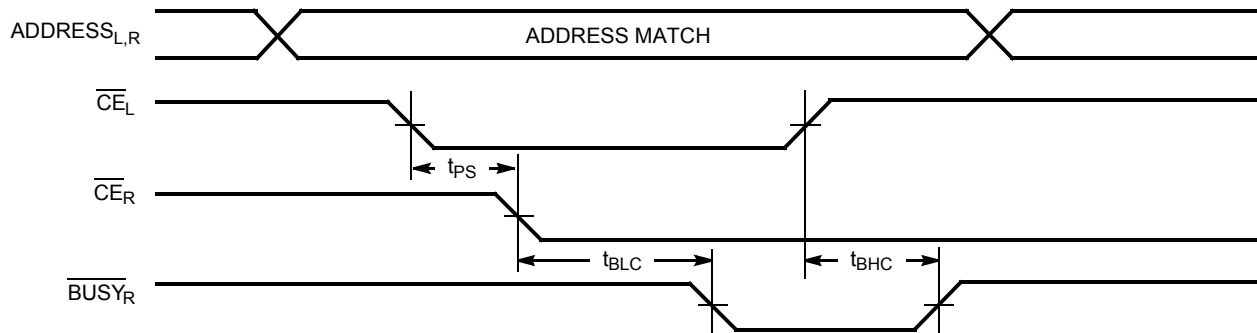 ADDRESS_L,R ADDRESS MATCH
CE_L
t_PS
CE_R
t_BLC t_BHC
BUSY_R